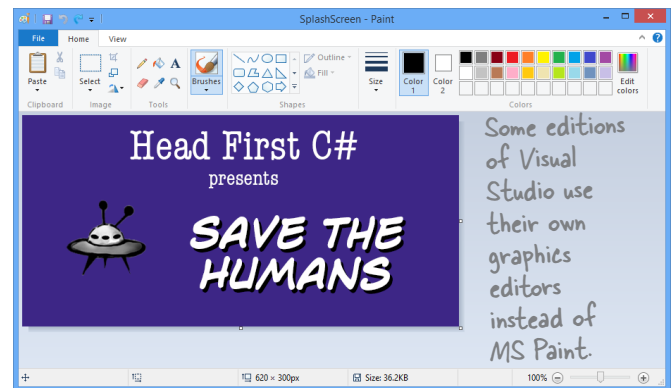 SplashScreen - Paint
File Home View
Paste Select Brushes Shapes Outline Fill Size Color 1 Color 2 Edit colors
Clipboard Image Tools Shapes Colors
Head First C#
presents
SAVE THE
HUMANS
Some editions
of Visual
Studio use
their own
graphics
editors
instead of
MS Paint.
620 × 300px Size: 36.2KB 100%